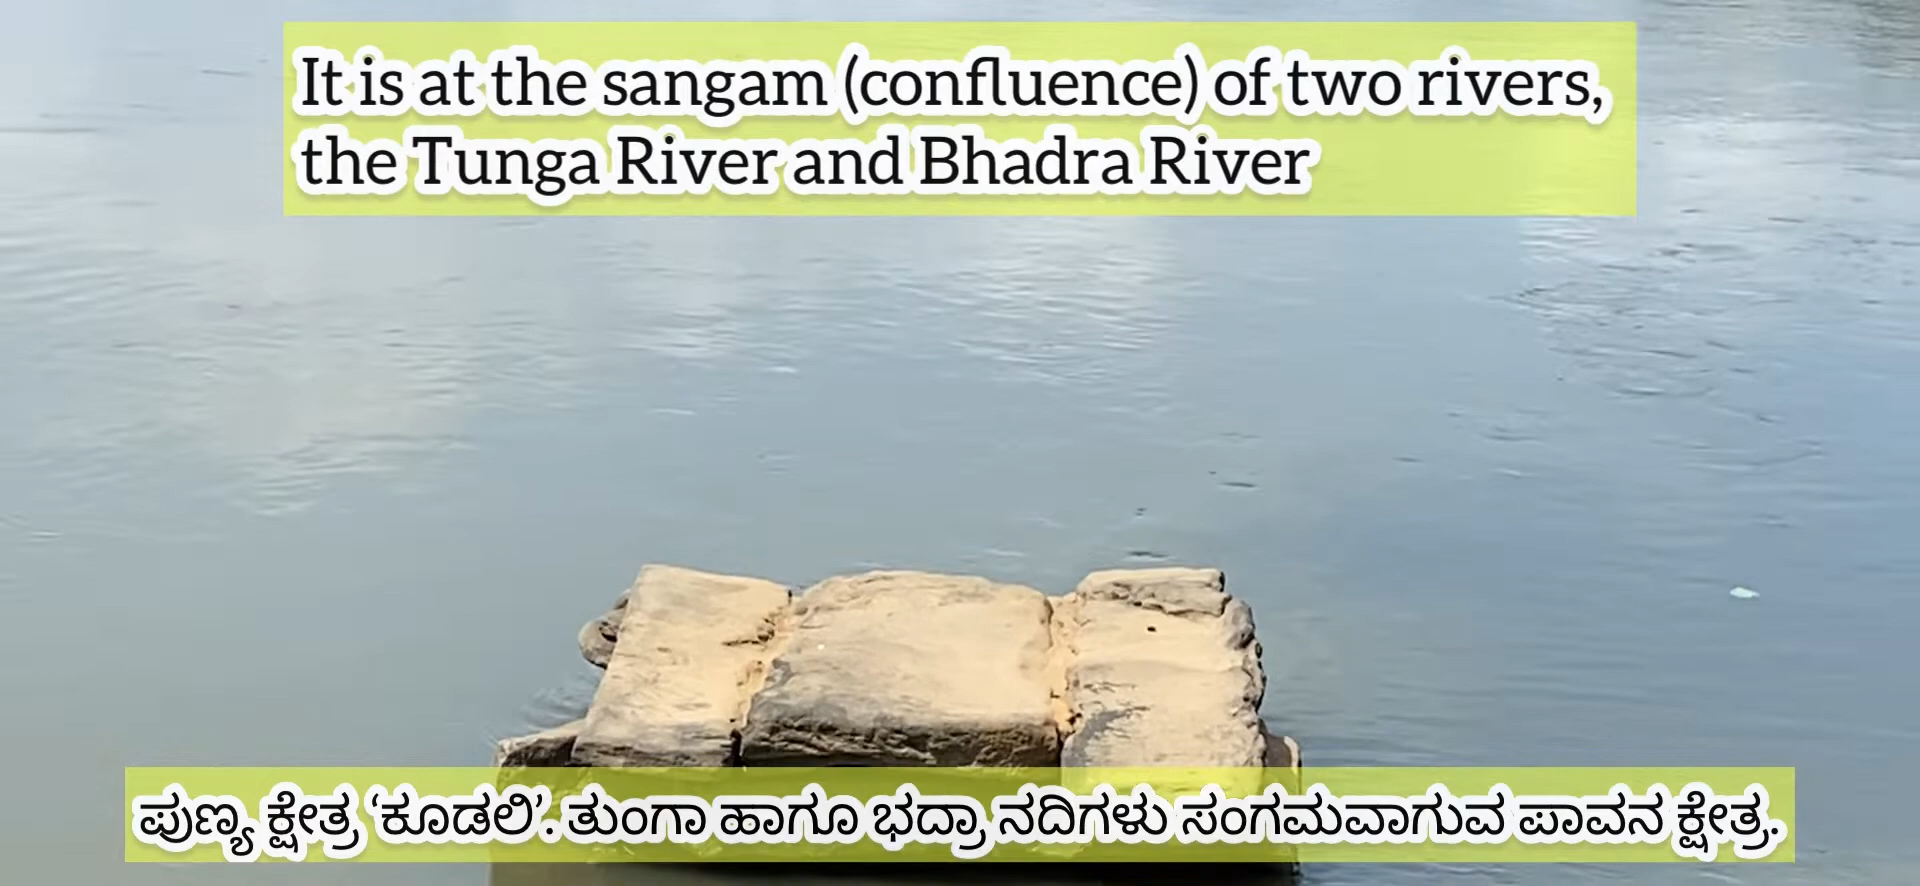 It is at the sangam (confluence) of two rivers,
the Tunga River and Bhadra River
ಪುಣ್ಯ ಕ್ಷೇತ್ರ ‘ಕೂಡಲಿ’. ತುಂಗಾ ಹಾಗೂ ಭದ್ರಾ ನದಿಗಳು ಸಂಗಮವಾಗುವ ಪಾವನ ಕ್ಷೇತ್ರ.